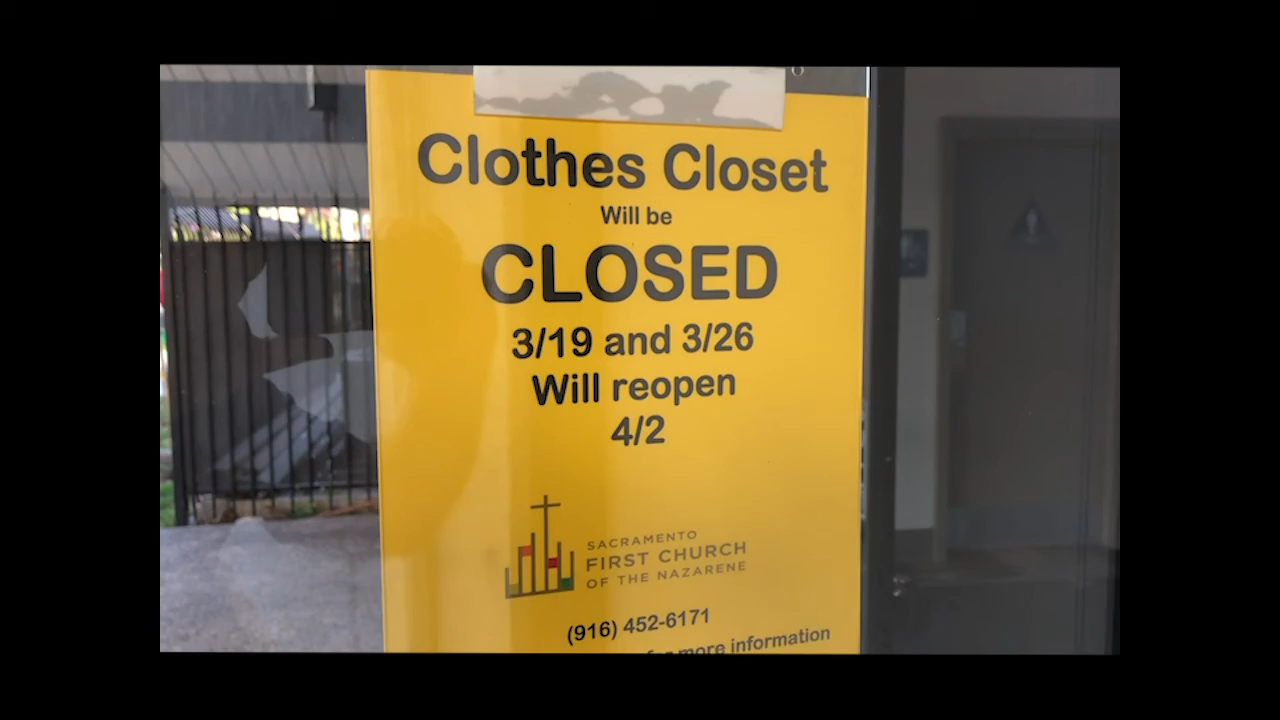 Clothes Closet
Will be
CLOSED
3/19 and 3/26
Will reopen
4/2
SACRAMENTO
FIRST CHURCH
OF THE NAZARENE
(916) 452-6171
for more information